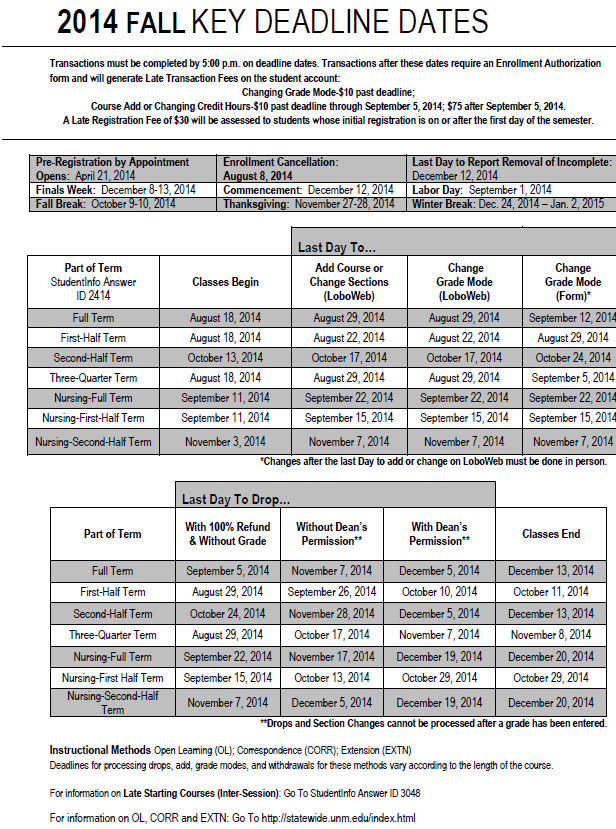 2014 FALL KEY DEADLINE DATES
Transactions must be completed by 5:00 p.m. on deadline dates. Transactions after these dates require an Enrollment Authorization
form and will generate Late Transaction Fees on the student account:
Changing Grade Mode-$10 past deadline;
Course Add or Changing Credit Hours-$10 past deadline through September 5, 2014; $75 after September 5, 2014.
A Late Registration Fee of $30 will be assessed to students whose initial registration is on or after the first day of the semester.
Pre-Registration by Appointment Enrollment Cancellation: Last Day to Report Removal of Incomplete:
Opens: April 21, 2014 August 8, 2014 December 12, 2014
Finals Week: December 8-13, 2014 Commencement: December 12, 2014 Labor Day: September 1, 2014
Fall Break: October 9-10, 2014 Thanksgiving: November 27-28, 2014 Winter Break: Dec. 24, 2014 – Jan. 2, 2015
Last Day To…
Part of Term Add Course or Change Change
StudentInfo Answer Classes Begin Change Sections Grade Mode Grade Mode
ID 2414 (LoboWeb) (LoboWeb) (Form)*
Full Term August 18, 2014 August 29, 2014 August 29, 2014 September 12, 2014
First-Half Term August 18, 2014 August 22, 2014 August 22, 2014 August 29, 2014
Second-Half Term October 13, 2014 October 17, 2014 October 17, 2014 October 24, 2014
Three-Quarter Term August 18, 2014 August 29, 2014 August 29, 2014 September 5, 2014
Nursing-Full Term September 11, 2014 September 22, 2014 September 22, 2014 September 22, 2014
Nursing-First-Half Term September 11, 2014 September 15, 2014 September 15, 2014 September 15, 2014
Nursing-Second-Half Term November 3, 2014 November 7, 2014 November 7, 2014 November 7, 2014
*Changes after the last Day to add or change on LoboWeb must be done in person.
Last Day To Drop…
Part of Term With 100% Refund Without Dean's With Dean's Classes End
& Without Grade Permission** Permission**
Full Term September 5, 2014 November 7, 2014 December 5, 2014 December 13, 2014
First-Half Term August 29, 2014 September 26, 2014 October 10, 2014 October 11, 2014
Second-Half Term October 24, 2014 November 28, 2014 December 5, 2014 December 13, 2014
Three-Quarter Term August 29, 2014 October 17, 2014 November 7, 2014 November 8, 2014
Nursing-Full Term September 22, 2014 November 17, 2014 December 19, 2014 December 20, 2014
Nursing-First Half Term September 15, 2014 October 13, 2014 October 29, 2014 October 29, 2014
Nursing-Second-Half
Term November 7, 2014 December 5, 2014 December 19, 2014 December 20, 2014
**Drops and Section Changes cannot be processed after a grade has been entered.
Instructional Methods Open Learning (OL); Correspondence (CORR); Extension (EXTN)
Deadlines for processing drops, add, grade modes, and withdrawals for these methods vary according to the length of the course.
For information on Late Starting Courses (Inter-Session): Go To StudentInfo Answer ID 3048
For information on OL, CORR and EXTN: Go To http://statewide.unm.edu/index.html